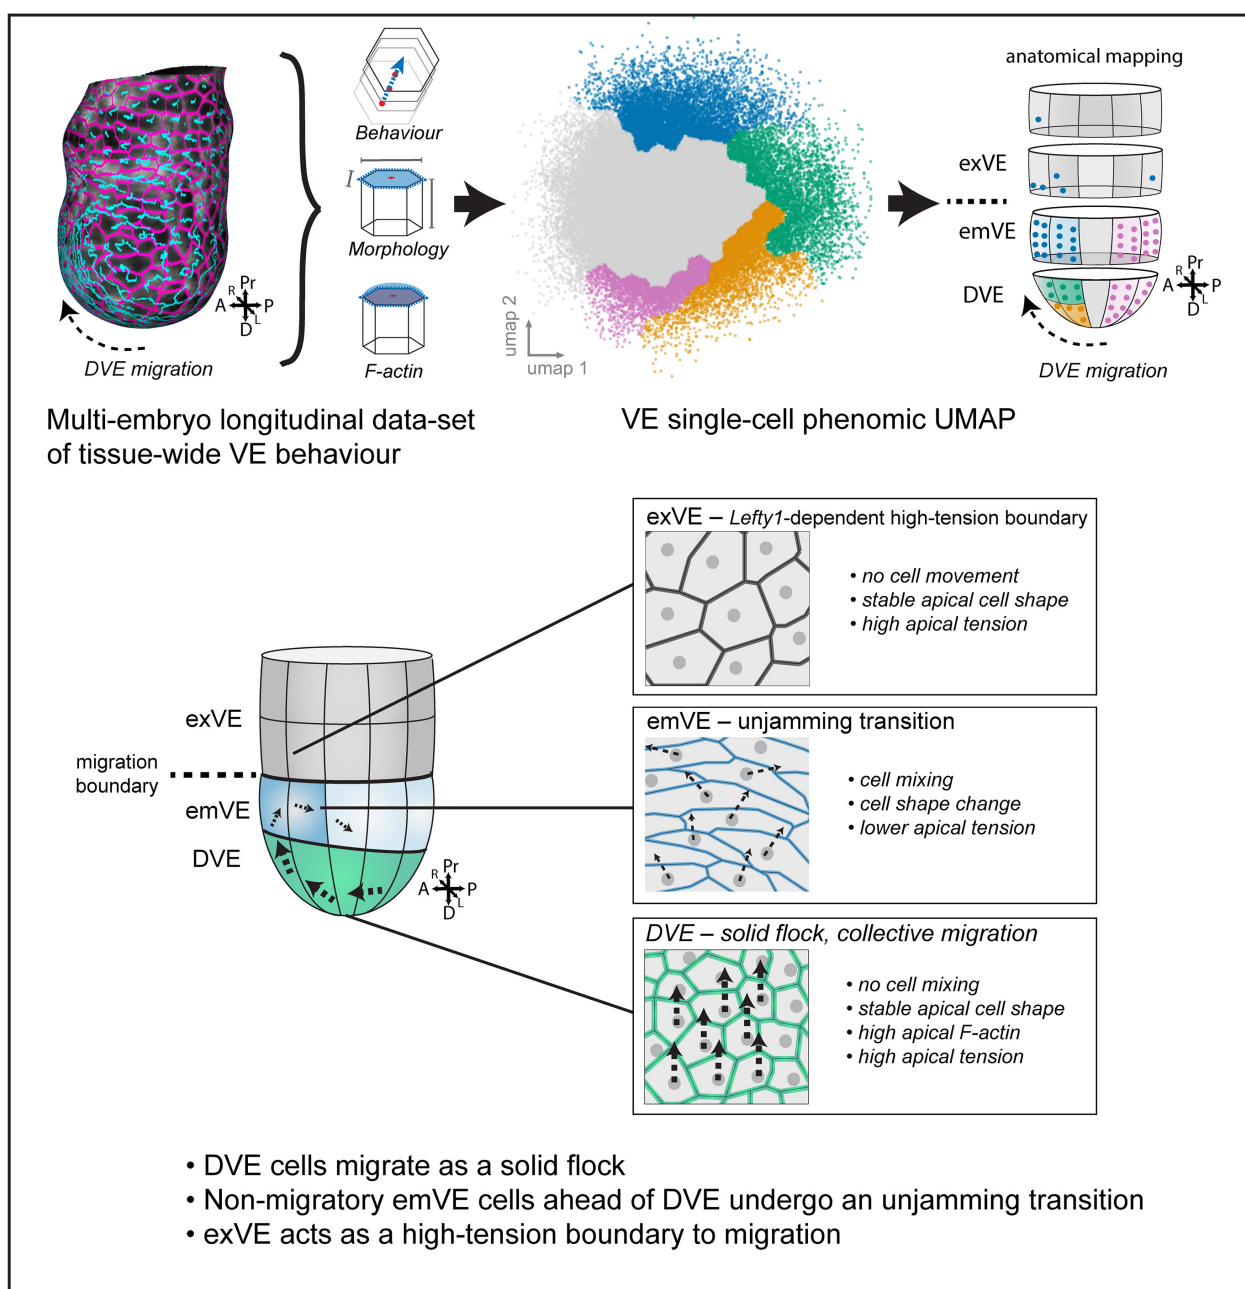 Behaviour
Morphology
F-actin
Pr
R
A
P
L
D
DVE migration
umap 2
umap 1
anatomical mapping
exVE
emVE
DVE
Pr
R
A
P
L
D
DVE migration
Multi-embryo longitudinal data-set
of tissue-wide VE behaviour
VE single-cell phenomic UMAP
exVE
migration
boundary
emVE
DVE
Pr
R
A
P
L
D
exVE – Lefty1-dependent high-tension boundary
• no cell movement
• stable apical cell shape
• high apical tension
emVE – unjamming transition
• cell mixing
• cell shape change
• lower apical tension
DVE – solid flock, collective migration
• no cell mixing
• stable apical cell shape
• high apical F-actin
• high apical tension
• DVE cells migrate as a solid flock
• Non-migratory emVE cells ahead of DVE undergo an unjamming transition
• exVE acts as a high-tension boundary to migration